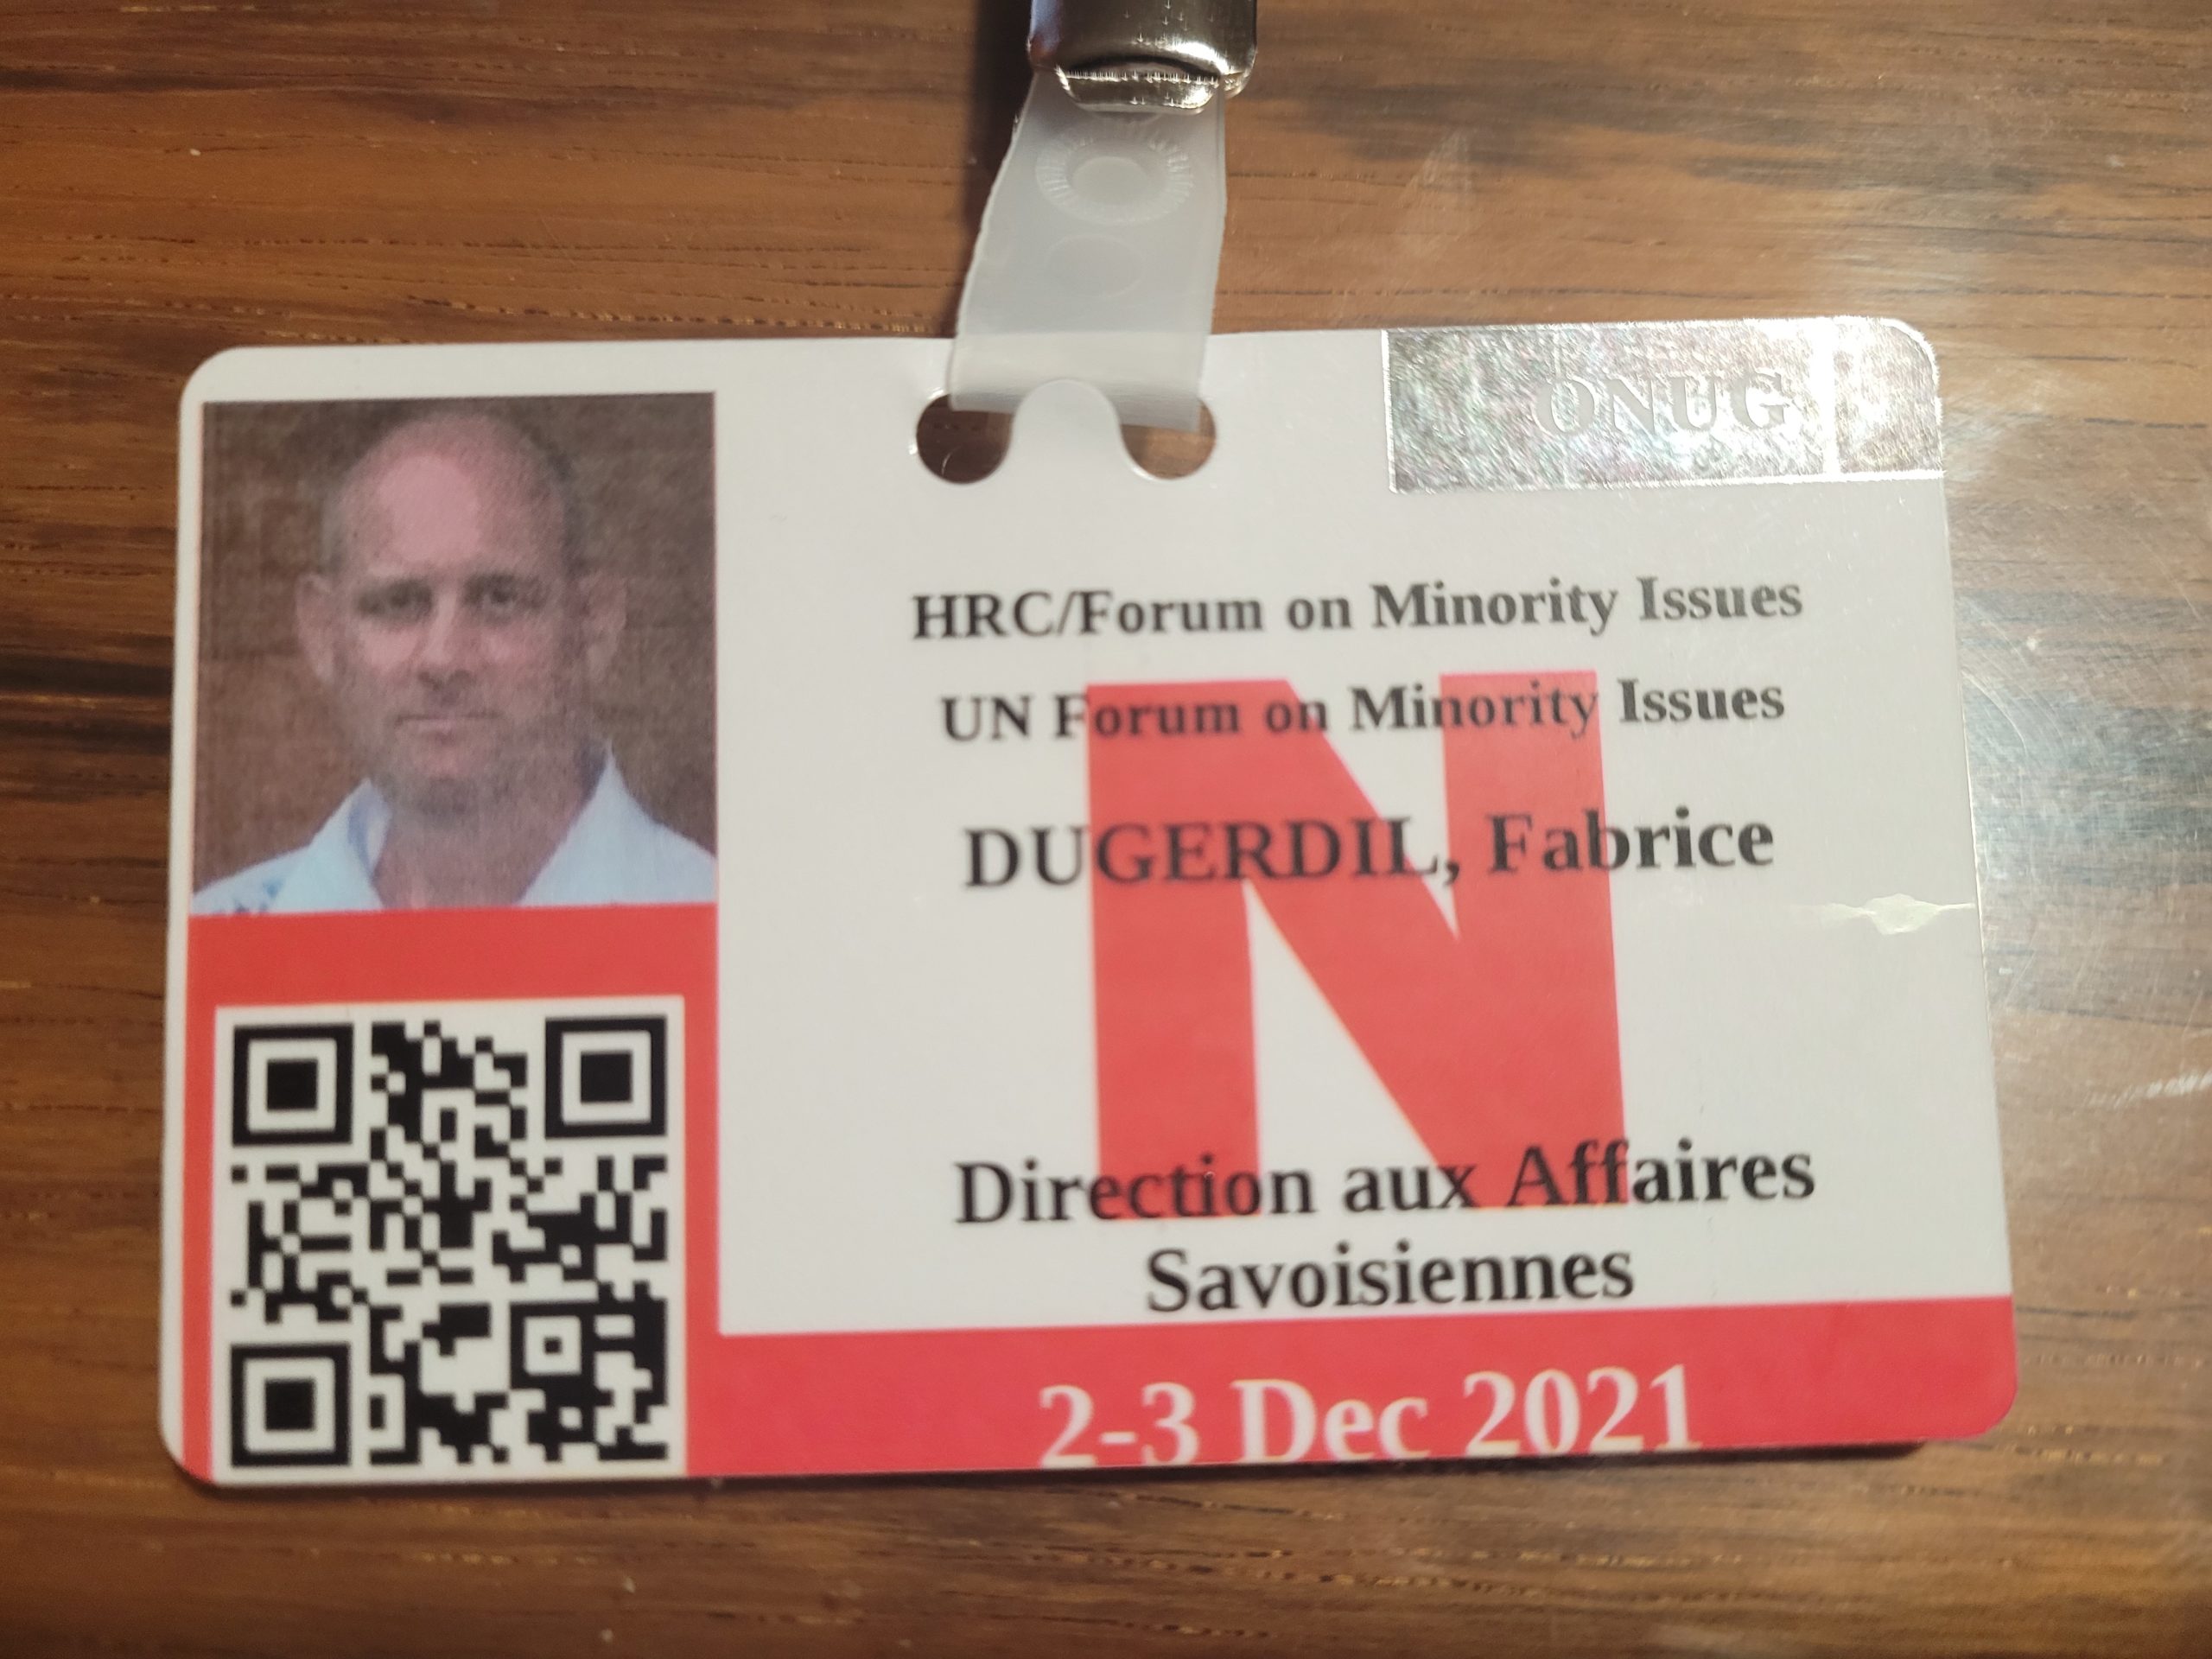 ONUG
HRC/Forum on Minority Issues
UN Forum on Minority Issues
N
DUGERDIL, Fabrice
Direction aux Affaires
Savoisiennes
2-3 Dec 2021